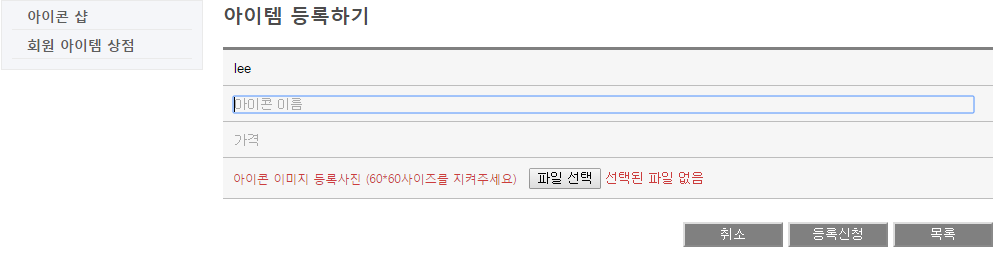 아이콘 샵
회원 아이템 상점
아이템 등록하기
lee
아이콘 이름
가격
아이콘 이미지 등록사진 (60*60사이즈를 지켜주세요) 파일 선택 선택된 파일 없음
취소 등록신청 목록